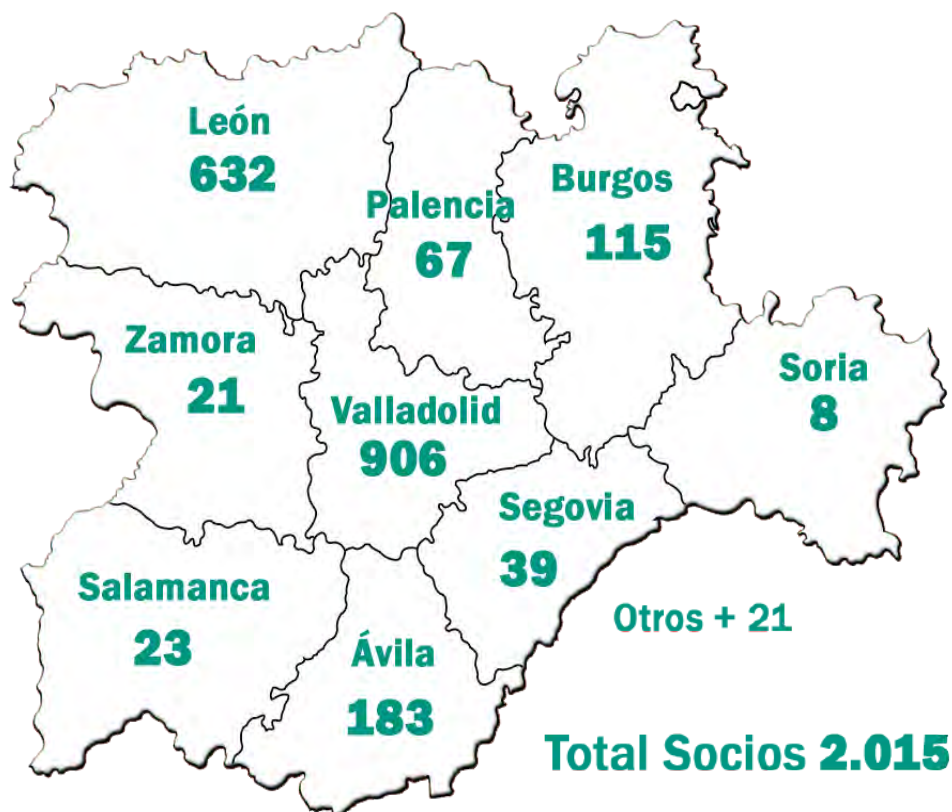 León
632
Palencia
67
Burgos
115
Zamora
21
Valladolid
906
Soria
8
Segovia
39
Salamanca
23
Ávila
183
Otros + 21
Total Socios 2.015